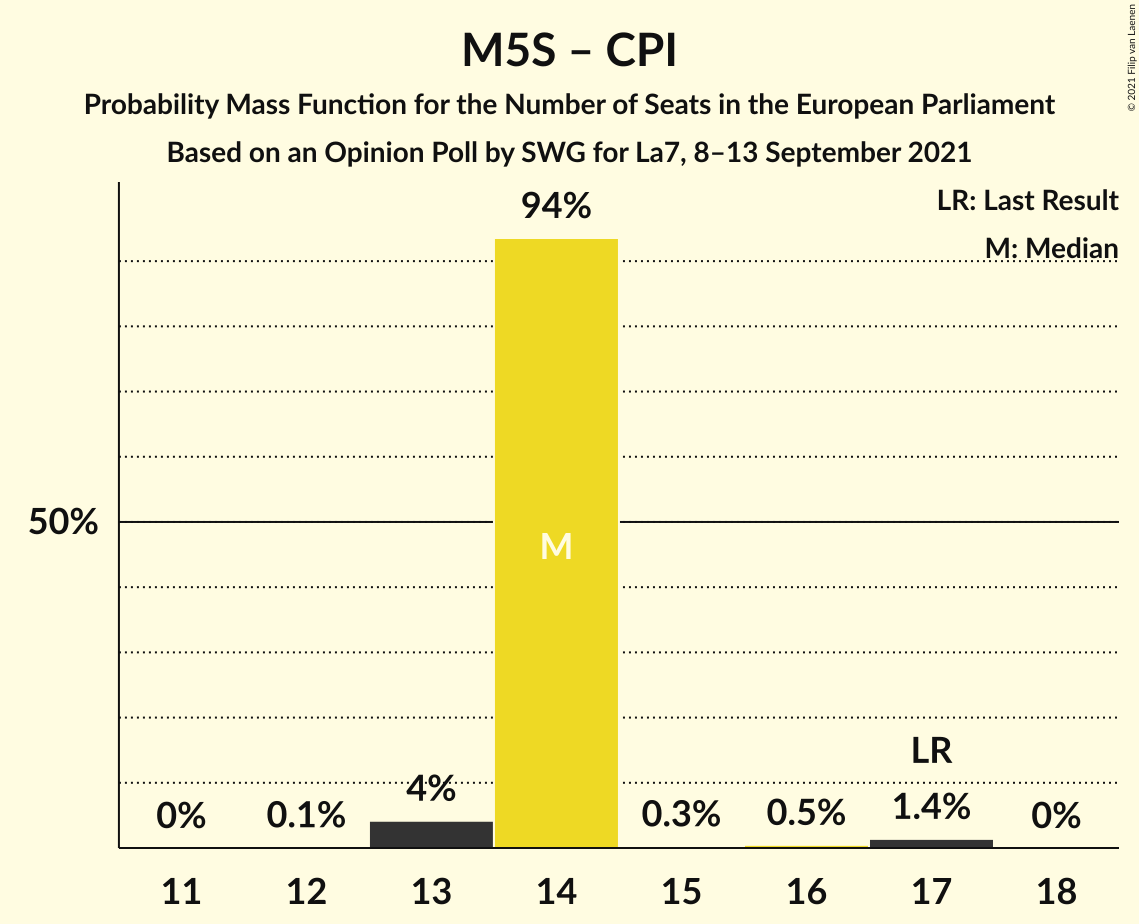 M5S – CPI
Probability Mass Function for the Number of Seats in the European Parliament
Based on an Opinion Poll by SWG for La7, 8–13 September 2021
© 2021 Filip van Laenen
LR: Last Result
M: Median
94%
50%
M
LR
0%
0.1%
4%
0.3%
0.5%
1.4%
0%
11 12 13 14 15 16 17 18